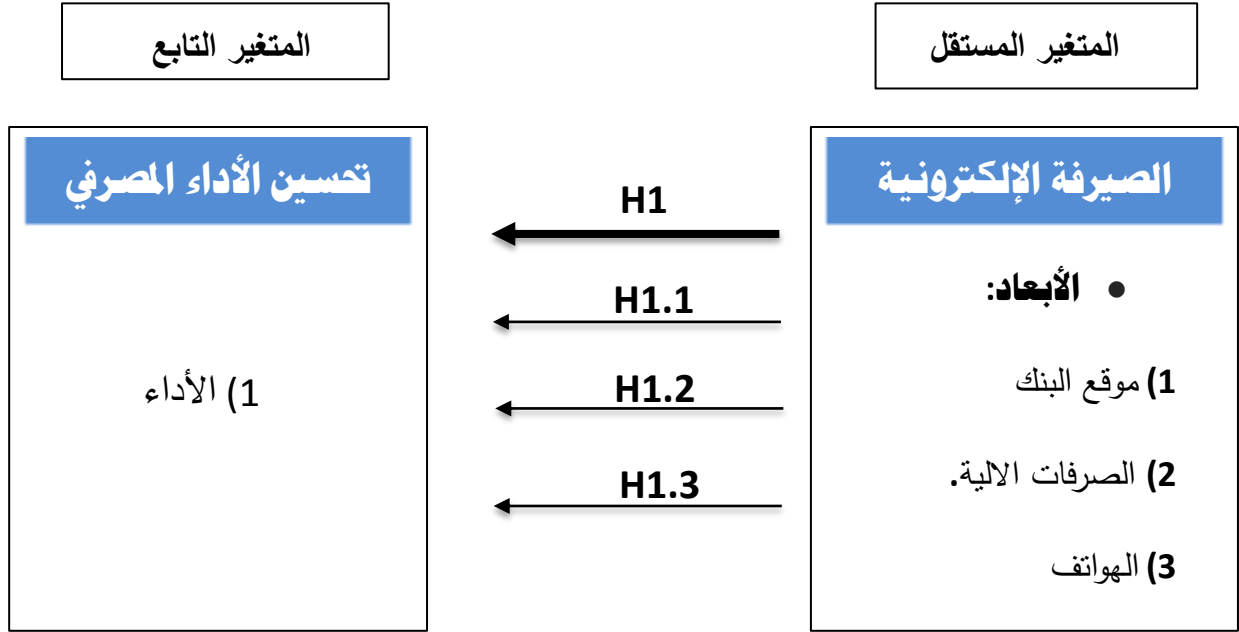 المتغير المستقل
المتغير التابع
الصيرفة الإلكترونية
• الأبعاد:
1) موقع البنك
2) الصرفات الالية.
3) الهواتف
H1
H1.1
H1.2
H1.3
تحسين الأداء المصرفي
1) الأداء